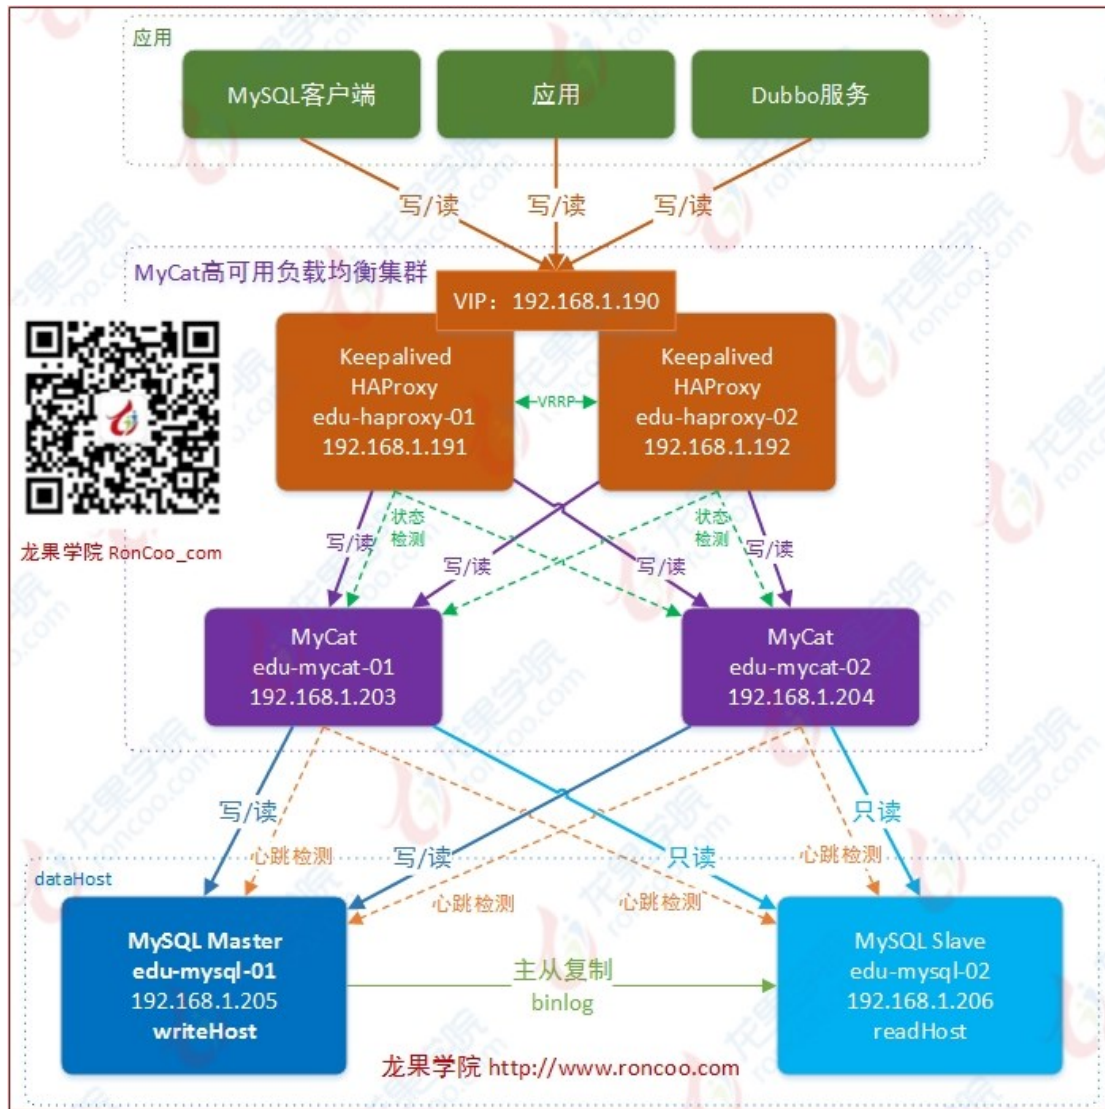 应用
MySQL客户端
应用
Dubbo服务
写/读
写/读
写/读
MyCat高可用负载均衡集群
VIP：192.168.1.190
Keepalived
HAProxy
edu-haproxy-01
192.168.1.191
VRRP
Keepalived
HAProxy
edu-haproxy-02
192.168.1.192
龙果学院 RonCoo_com
状态
检测
状态
检测
写/读
写/读
写/读
写/读
MyCat
edu-mycat-01
192.168.1.203
MyCat
edu-mycat-02
192.168.1.204
写/读
写/读
只读
只读
心跳检测
心跳检测
心跳检测
心跳检测
dataHost
MySQL Master
edu-mysql-01
192.168.1.205
writeHost
主从复制
binlog
MySQL Slave
edu-mysql-02
192.168.1.206
readHost
龙果学院 http://www.roncoo.com
龙果学院
roncoo.com